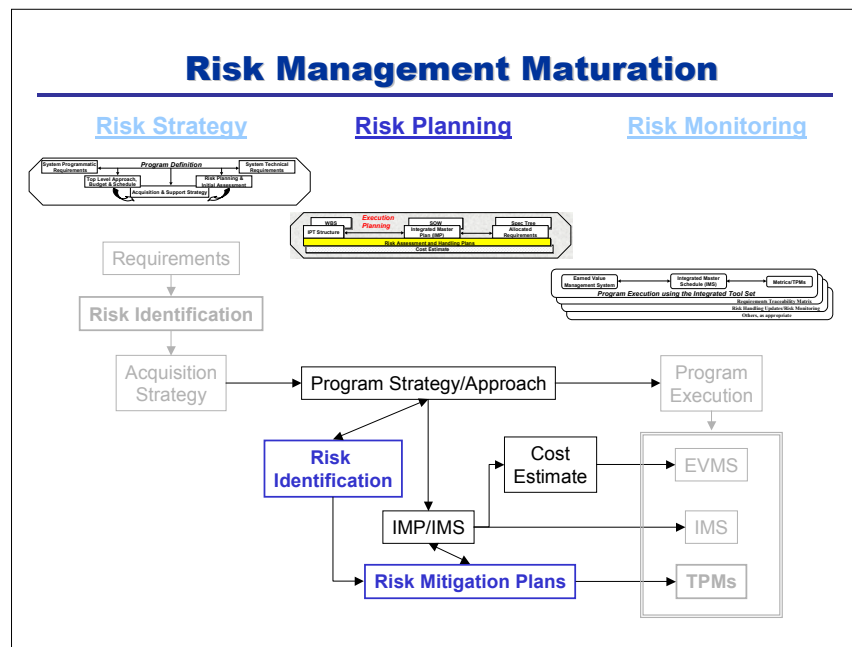 Risk Management Maturation
Risk Strategy
Risk Planning
Risk Monitoring
System Programmatic
Requirements
Program Definition
System Technical
Requirements
Top Level Approach,
Budget & Schedule
Risk Planning &
Initial Assessment
Acquisition & Support Strategy
WBS
Execution
Planning
SOW
Spec Tree
IPT Structure
Integrated Master
Plan (IMP)
Allocated
Requirements
Risk Assessment and Handling Plans
Cost Estimate
Earned Value
Management System
Integrated Master
Schedule (IMS)
Metrics/TPMs
Program Execution using the Integrated Tool Set
Requirements Traceability Matrix
Risk Handling Updates/Risk Monitoring
Others, as appropriate
Requirements
Risk Identification
Acquisition
Strategy
Program Strategy/Approach
Program
Execution
Risk
Identification
Cost
Estimate
EVMS
IMP/IMS
IMS
Risk Mitigation Plans
TPMs